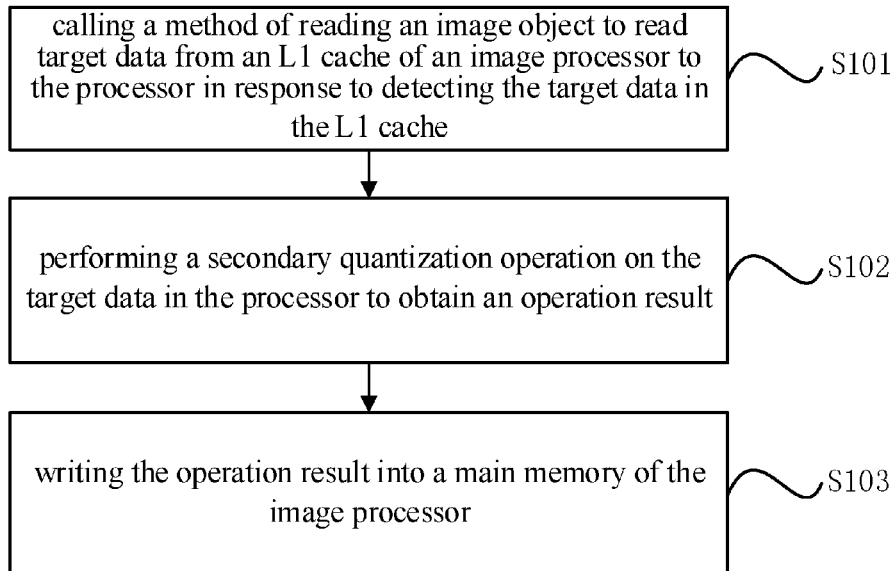 calling a method of reading an image object to read
target data from an L1 cache of an image processor to
the processor in response to detecting the target data in
the L1 cache
S101
performing a secondary quantization operation on the
target data in the processor to obtain an operation result
S102
writing the operation result into a main memory of the
image processor
S103